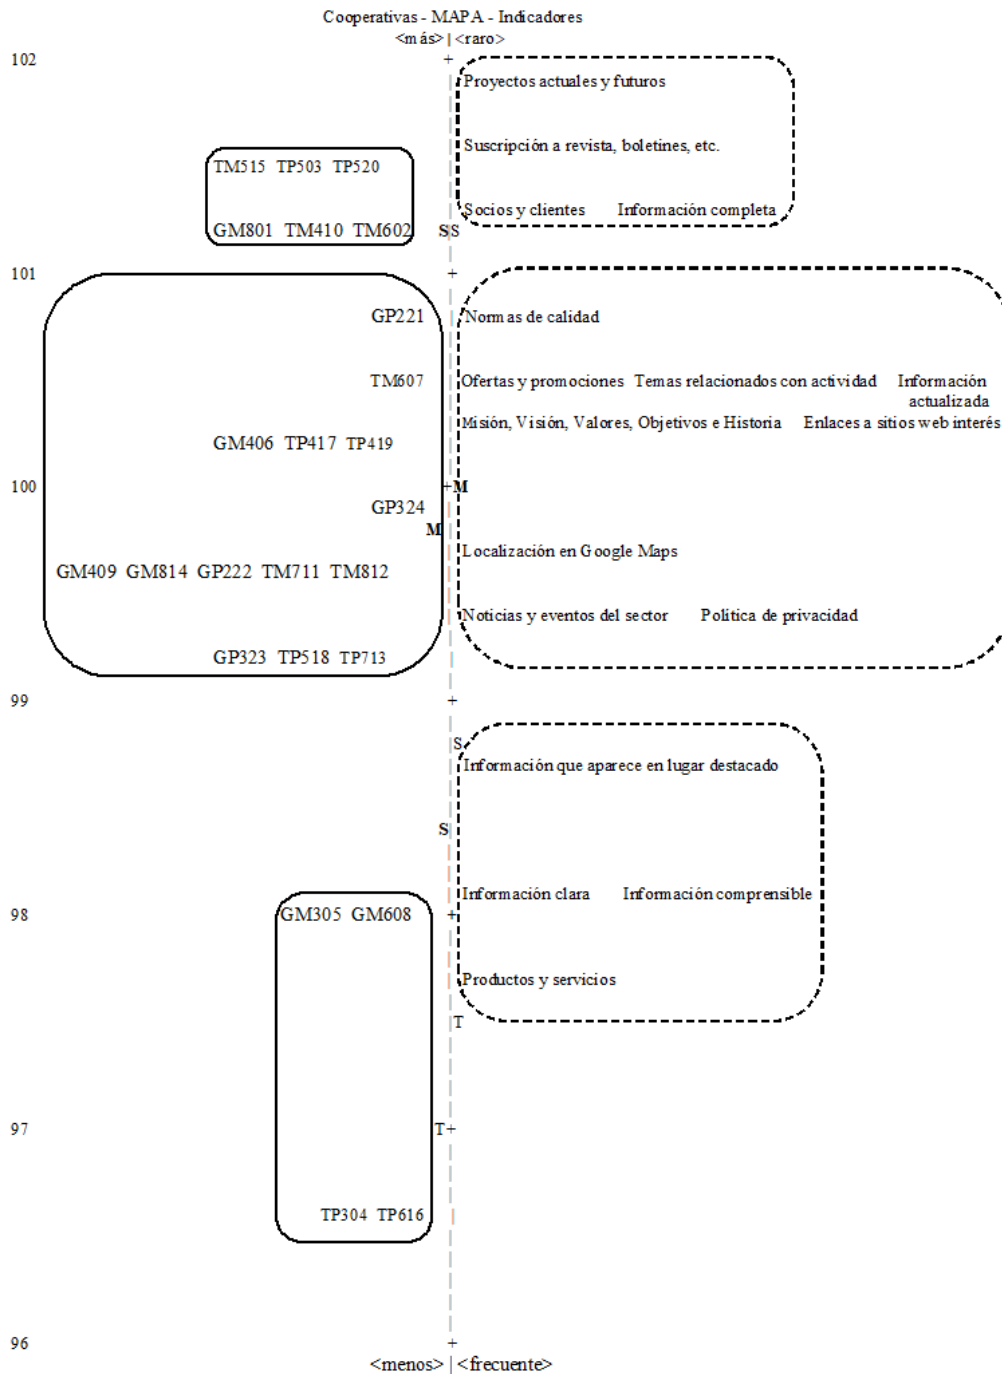 Cooperativas - MAPA - Indicadores
<más>|<raro>
102 +
Proyectos actuales y futuros
Suscripción a revista, boletines, etc.
TM515 TP503 TP520
Socios y clientes Información completa
GM801 TM410 TM602 S|S
101 +
GP221 | Normas de calidad
TM607 Ofertas y promociones Temas relacionados con actividad Información
actualizada
Misión, Visión, Valores, Objetivos e Historia Enlaces a sitios web interés
GM406 TP417 TP419
100 +M
GP324
M
Localización en Google Maps
GM409 GM814 GP222 TM711 TM812
Noticias y eventos del sector Política de privacidad
GP323 TP518 TP713
99 +
S
Información que aparece en lugar destacado
S
Información clara Información comprensible
98 GM305 GM608 +
Productos y servicios
T
97 T+
TP304 TP616
96 +
<menos>|<frecuente>